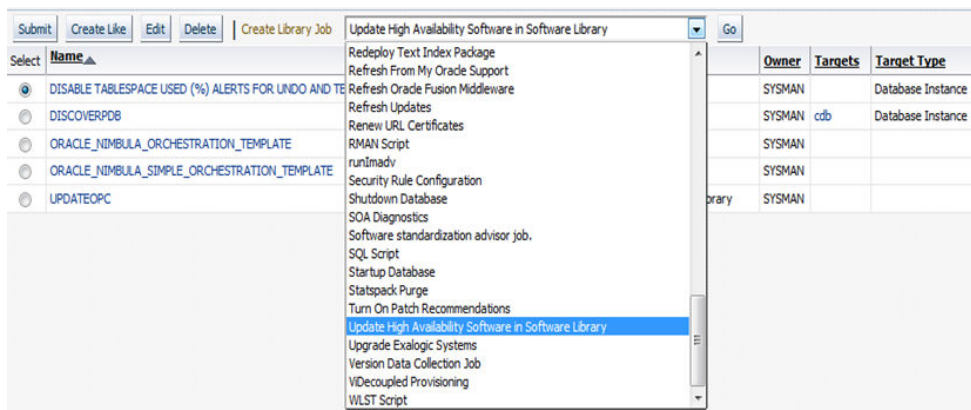 Submit Create Like Edit Delete Create Library Job Update High Availability Software in Software Library Go
Select Name Owner Targets Target Type
DISABLE TABLESPACE USED (%) ALERTS FOR UNDO AND TE SYSMAN Database Instance
DISCOVERPDB SYSMAN cdb Database Instance
ORACLE_NIMBULA_ORCHESTRATION_TEMPLATE SYSMAN
ORACLE_NIMBULA_SIMPLE_ORCHESTRATION_TEMPLATE SYSMAN
UPDATEOPC brary SYSMAN
Redeploy Text Index Package
Refresh From My Oracle Support
Refresh Oracle Fusion Middleware
Refresh Updates
Renew URL Certificates
RMAN Script
runImadv
Security Rule Configuration
Shutdown Database
SOA Diagnostics
Software standardization advisor job.
SQL Script
Startup Database
Statspack Purge
Turn On Patch Recommendations
Update High Availability Software in Software Library
Upgrade Exalogic Systems
Version Data Collection Job
ViDecoupled Provisioning
WLST Script